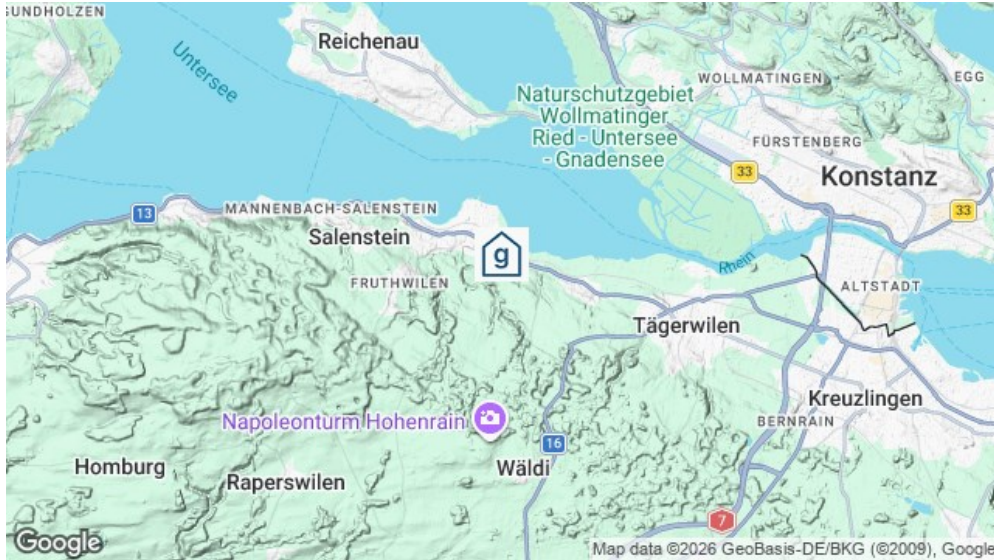 GUNDHOLZEN
Reichenau
Untersee
WOLLMATINGEN
EGG
Naturschutzgebiet
Wollmatinger
Ried - Untersee
- Gnadensee
FÜRSTENBERG
33
Konstanz
33
13
MANNENBACH-SALENSTEIN
Salenstein
g
Rhein
FRUTHWILEN
ALTSTADT
Tägerwilen
Kreuzlingen
Napoleonturm Hohenrain
BERNRAIN
16
Homburg
Wäldi
Raperswilen
7
Google
Map data ©2026 GeoBasis-DE/BKG (©2009), Google